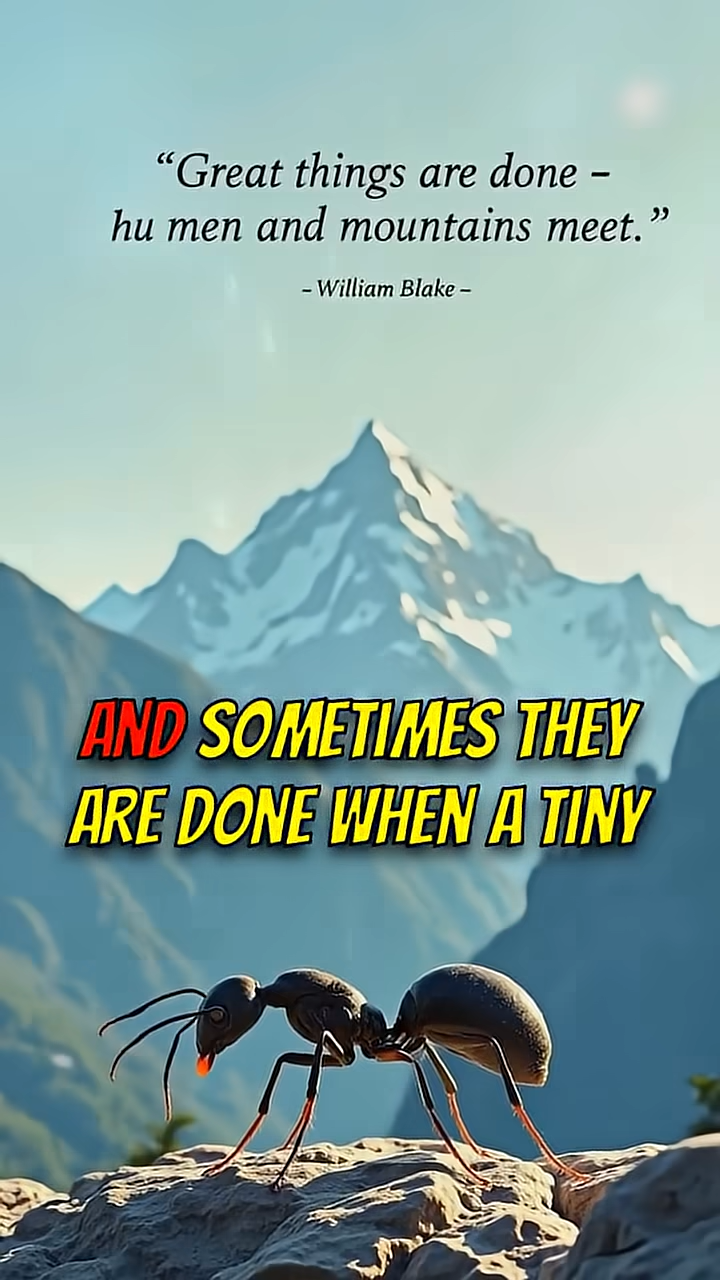 “Great things are done –
hu men and mountains meet.”
– William Blake –
AND SOMETIMES THEY
ARE DONE WHEN A TINY